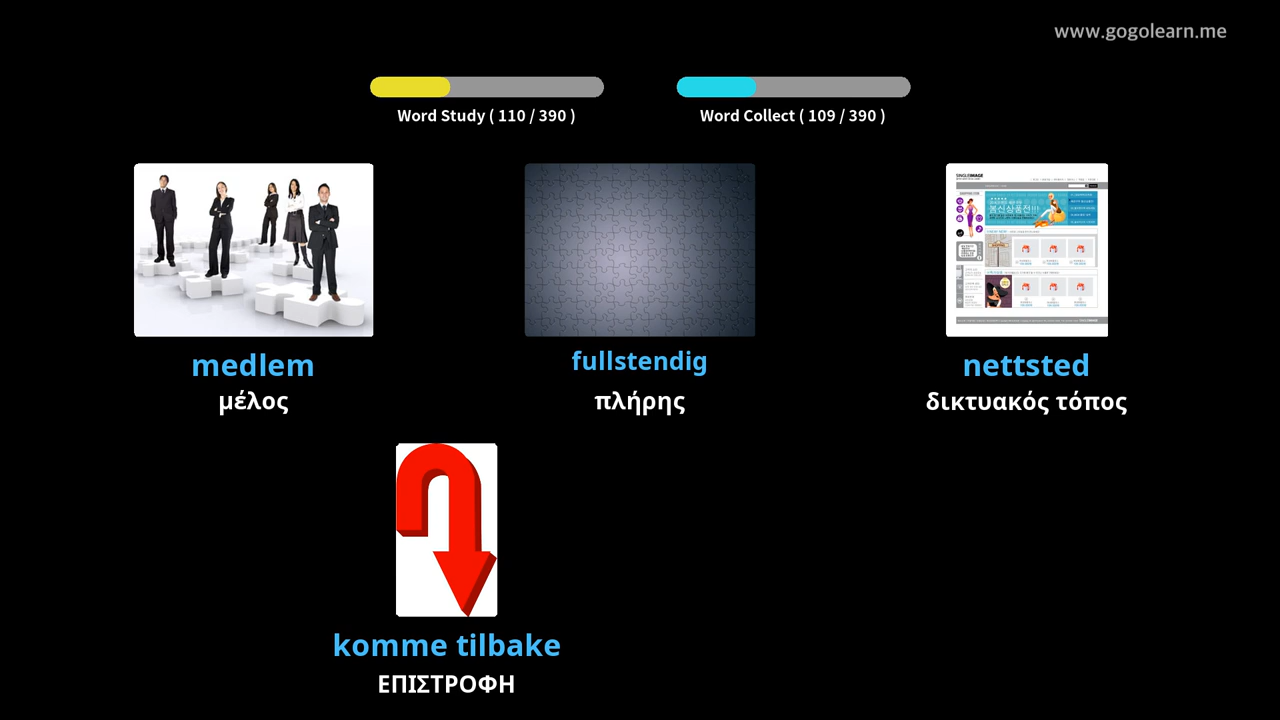 www.gogolearn.me
Word Study ( 110 / 390 )
Word Collect ( 109 / 390 )
medlem
μέλος
fullstendig
πλήρης
nettsted
δικτυακός τόπος
komme tilbake
ΕΠΙΣΤΡΟΦΗ